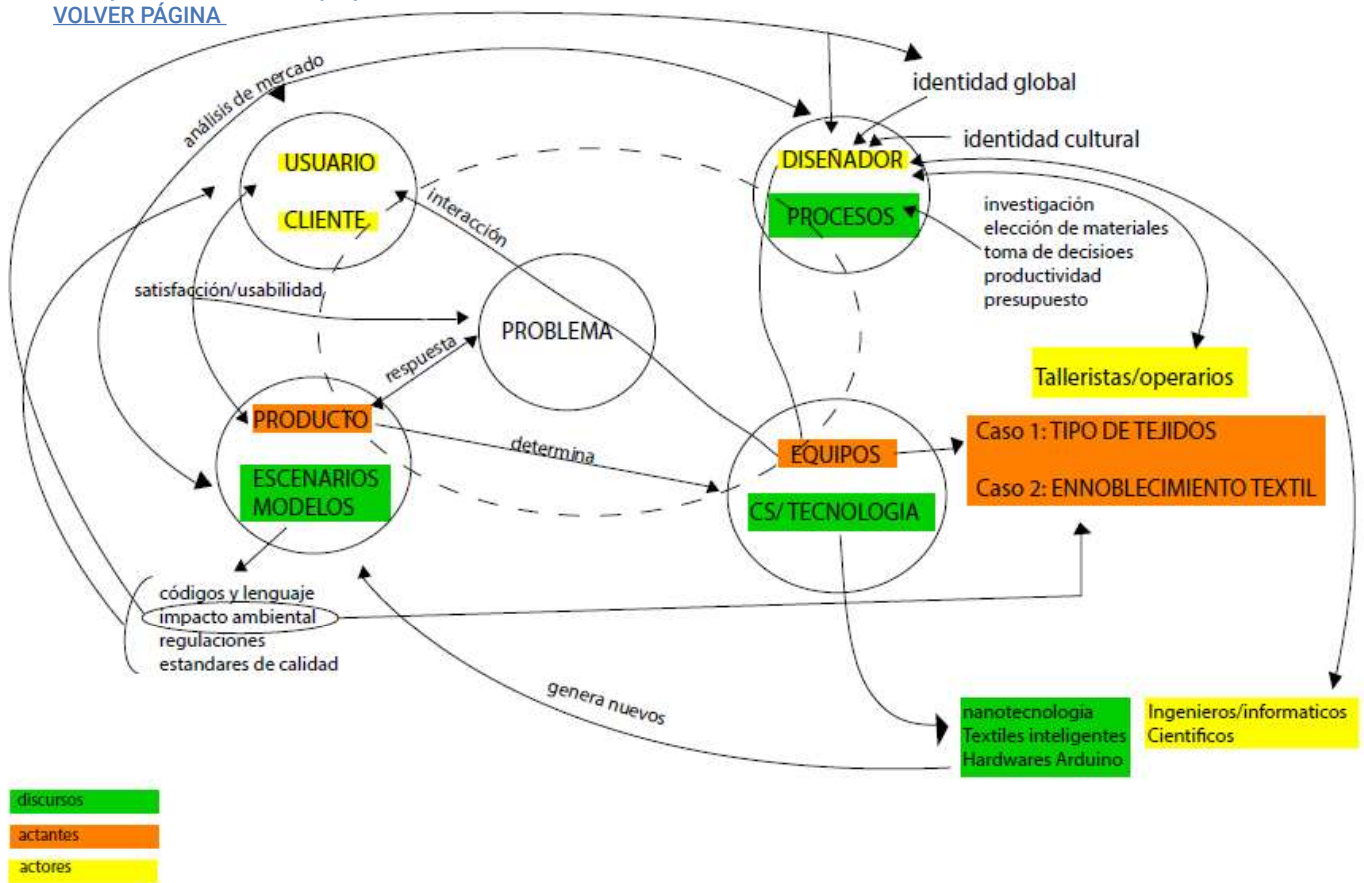 VOLVER PÁGINA
análisis de mercado
identidad global
identidad cultural
USUARIO
CLIENTE
interacción
DISEÑADOR
PROCESOS
investigación
elección de materiales
toma de decisioes
productividad
presupuesto
satisfacción/usabilidad
PROBLEMA
respuesta
Talleristas/operarios
PRODUCTO
ESCENARIOS
MODELOS
determina
EQUIPOS
CS/ TECNOLOGIA
Caso 1: TIPO DE TEJIDOS
Caso 2: ENNOBLECIMIENTO TEXTIL
códigos y lenguaje
impacto ambiental
regulaciones
estandares de calidad
genera nuevos
nanotecnologia
Textiles inteligentes
Hardwares Arduino
Ingenieros/informaticos
Cientificos
discursos
actantes
actores